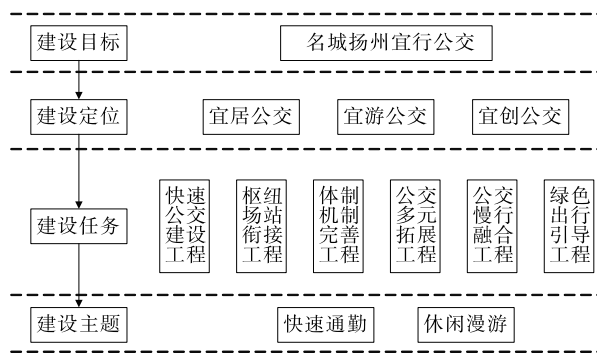 建设目标
名城扬州宜行公交
建设定位
宜居公交
宜游公交
宜创公交
建设任务
快速
公交
建设
工程
枢纽
场站
衔接
工程
体制
机制
完善
工程
公交
多元
拓展
工程
公交
慢行
融合
工程
绿色
出行
引导
工程
建设主题
快速通勤
休闲漫游